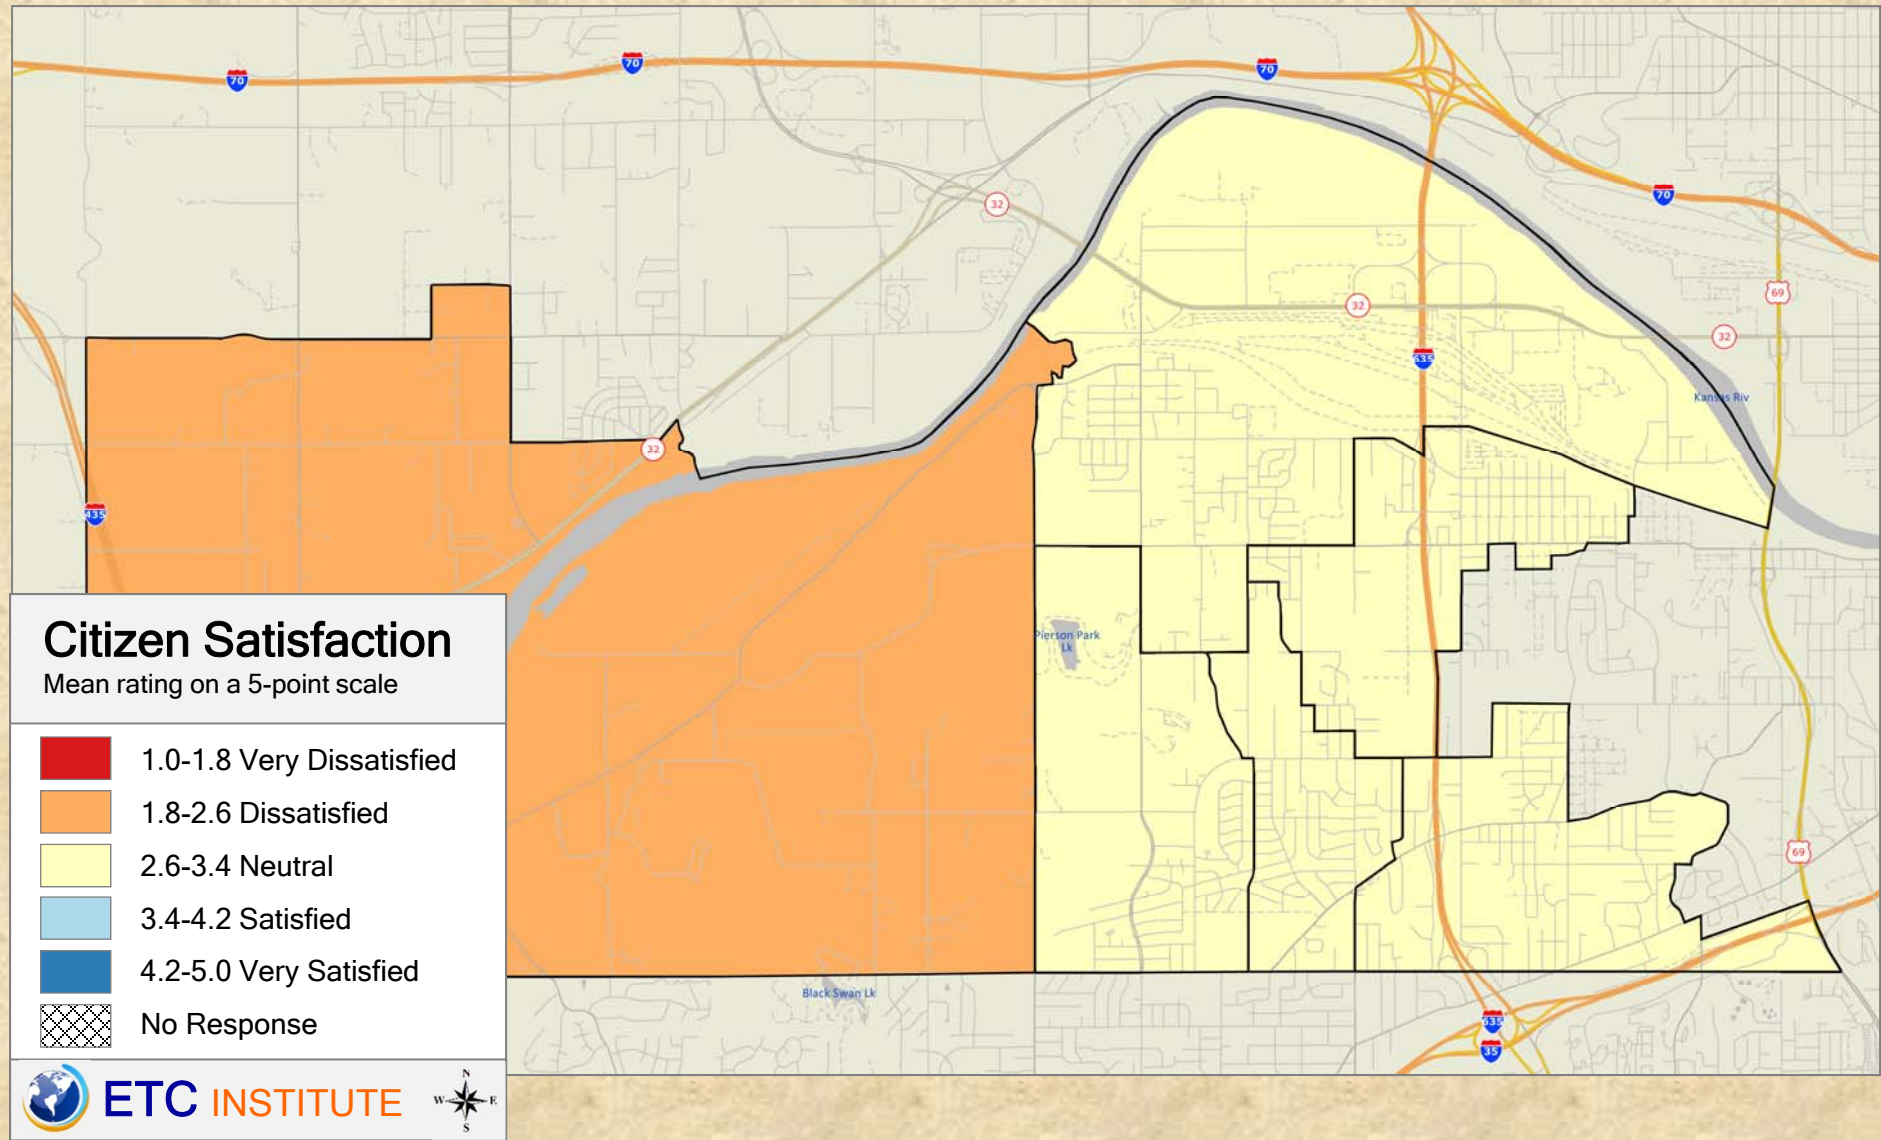 70
70
70
70
32
69
32
32
635
Kansas Riv
32
435
Pierson Park
Lk
69
Black Swan Lk
635
35
Citizen Satisfaction
Mean rating on a 5-point scale
1.0-1.8 Very Dissatisfied
1.8-2.6 Dissatisfied
2.6-3.4 Neutral
3.4-4.2 Satisfied
4.2-5.0 Very Satisfied
No Response
ETC INSTITUTE
N
W E
S